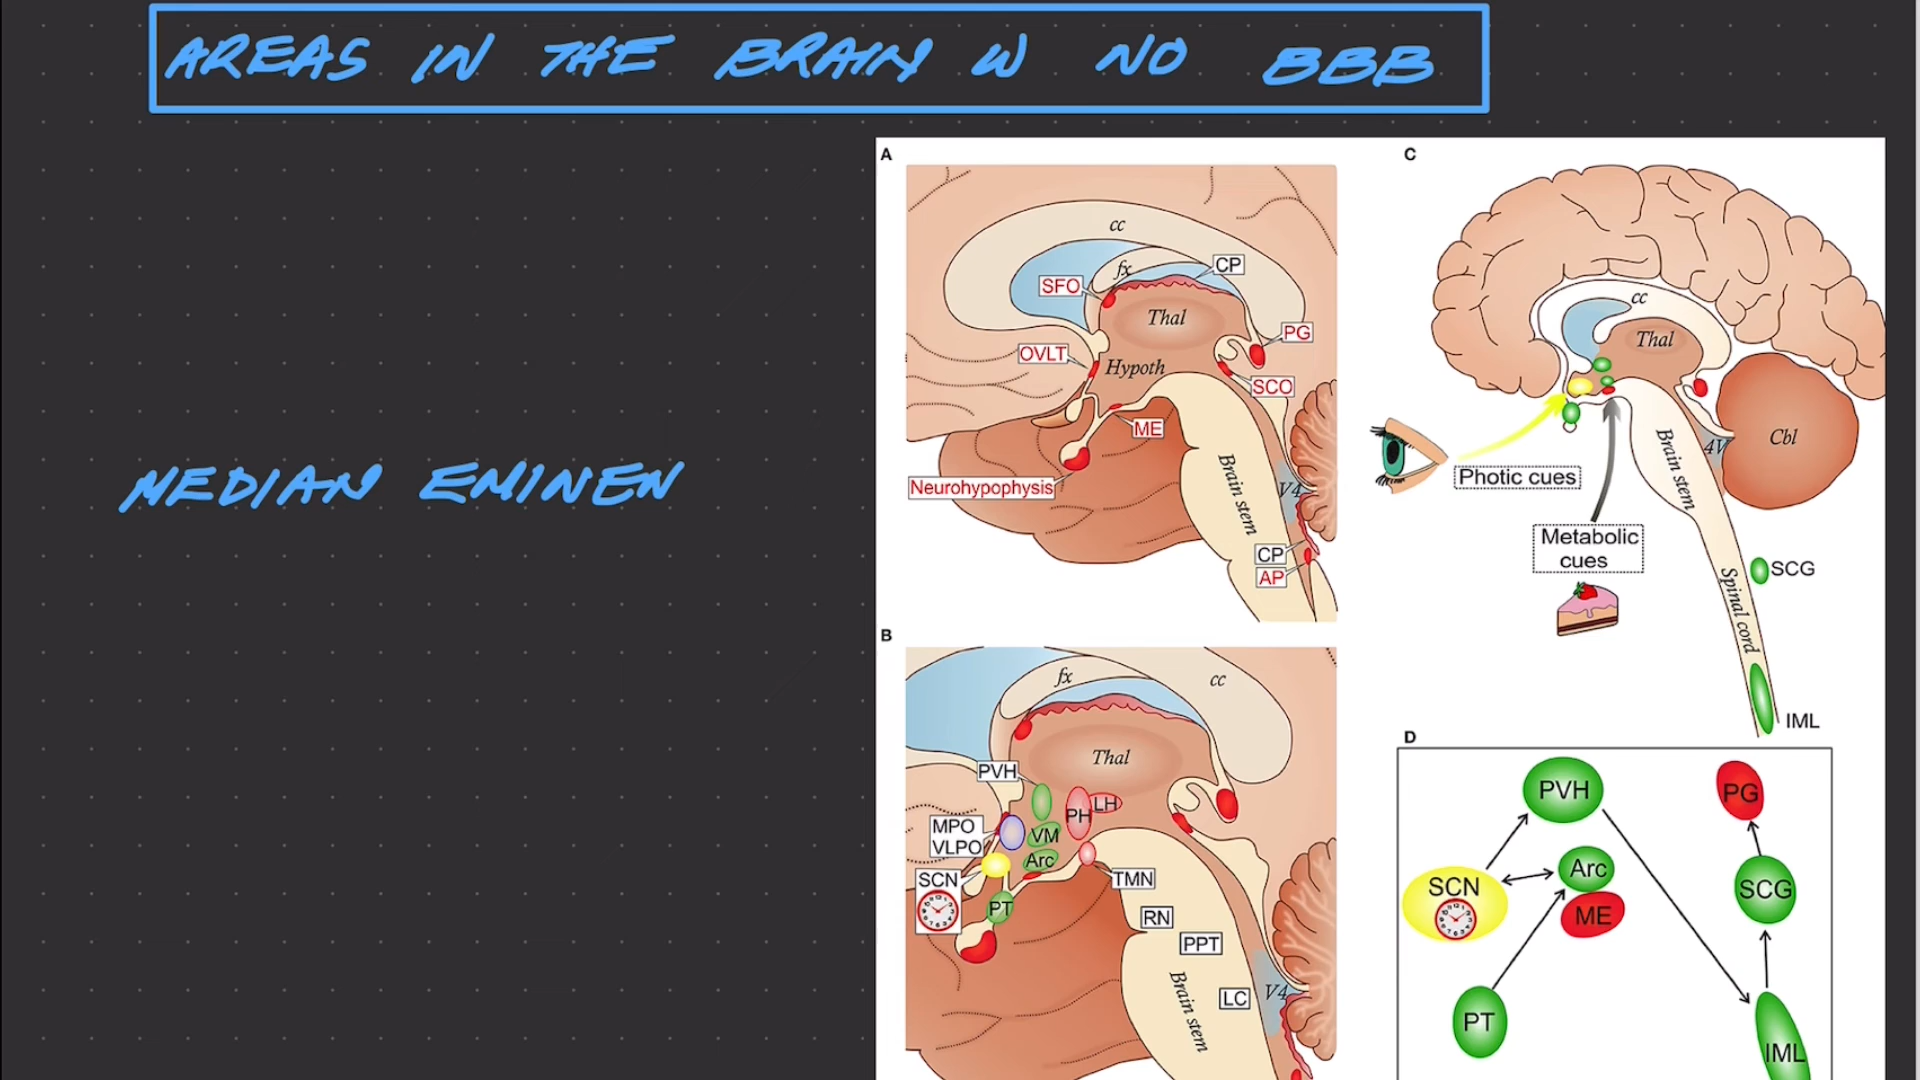 AREAS IN THE BRAIN W NO BBB
MEDIAN EMINEN
A
cc
fx
CP
SFO
Thal
PG
OVLT
Hypoth
SCO
ME
Neurohypophysis
Brain stem
V4
CP
AP
B
fx
cc
Thal
PVH
LH
PH
MPO
VLPO
VM
Arc
SCN
TMN
PT
RN
PPT
Brain stem
LC
V4
C
cc
Thal
Cbl
4V
Brain stem
Photic cues
Metabolic
cues
SCG
Spinal cord
IML
D
PVH
PG
Arc
SCN
SCG
ME
PT
IML